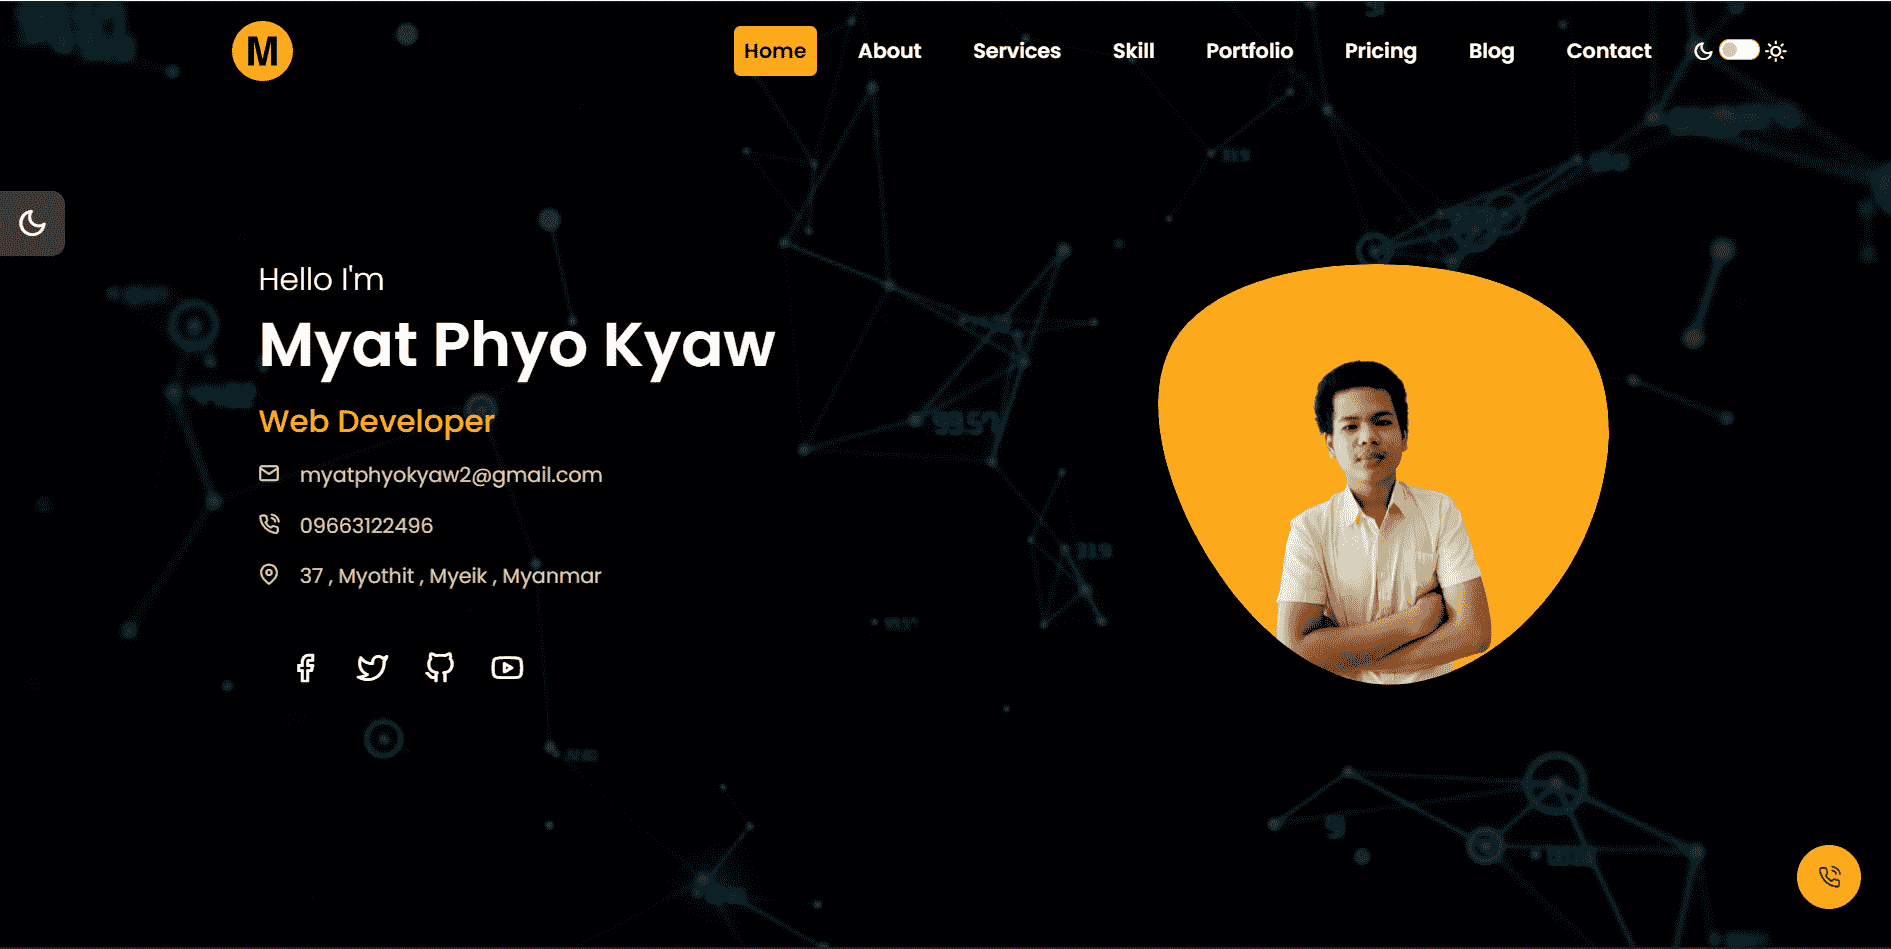 M
Home About Services Skill Portfolio Pricing Blog Contact
Hello I'm
Myat Phyo Kyaw
Web Developer
myatphyokyaw2@gmail.com
09663122496
37 , Myothit , Myeik , Myanmar